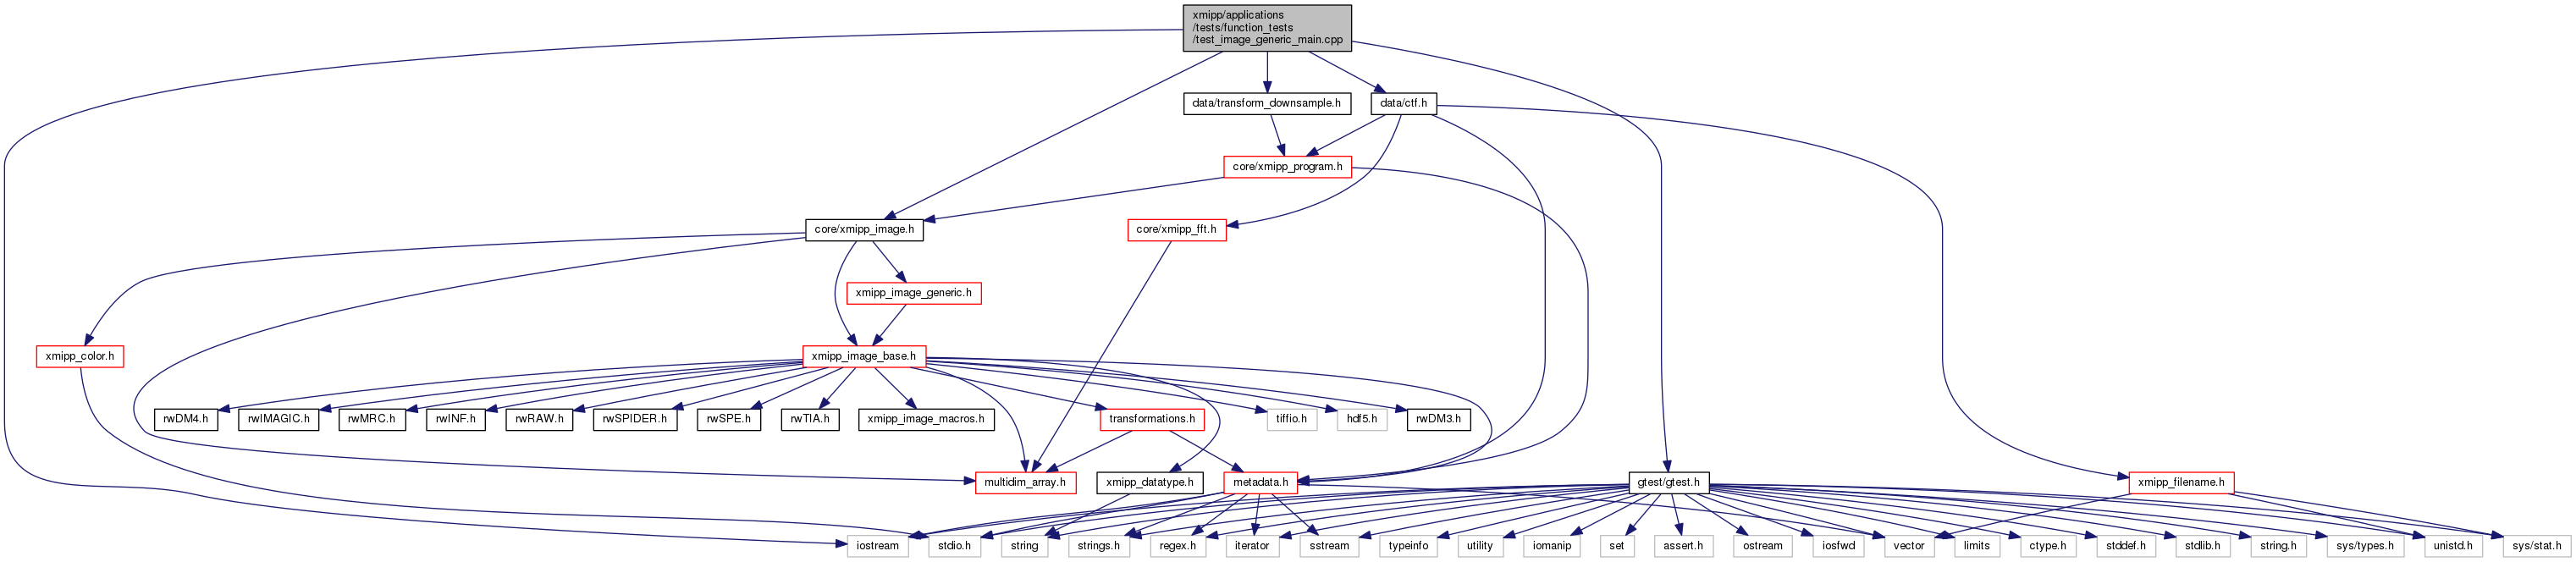 xmipp/applications
/tests/function_tests
/test_image_generic_main.cpp
data/transform_downsample.h
data/ctf.h
core/xmipp_program.h
core/xmipp_image.h
core/xmipp_fft.h
xmipp_image_generic.h
xmipp_color.h
xmipp_image_base.h
rwDM4.h
rwIMAGIC.h
rwMRC.h
rwINF.h
rwRAW.h
rwSPIDER.h
rwSPE.h
rwTIA.h
xmipp_image_macros.h
transformations.h
tiffio.h
hdf5.h
rwDM3.h
multidim_array.h
xmipp_datatype.h
metadata.h
gtest/gtest.h
xmipp_filename.h
iostream
stdio.h
string
strings.h
regex.h
iterator
sstream
typeinfo
utility
iomanip
set
assert.h
ostream
iosfwd
vector
limits
ctype.h
stddef.h
stdlib.h
string.h
sys/types.h
unistd.h
sys/stat.h